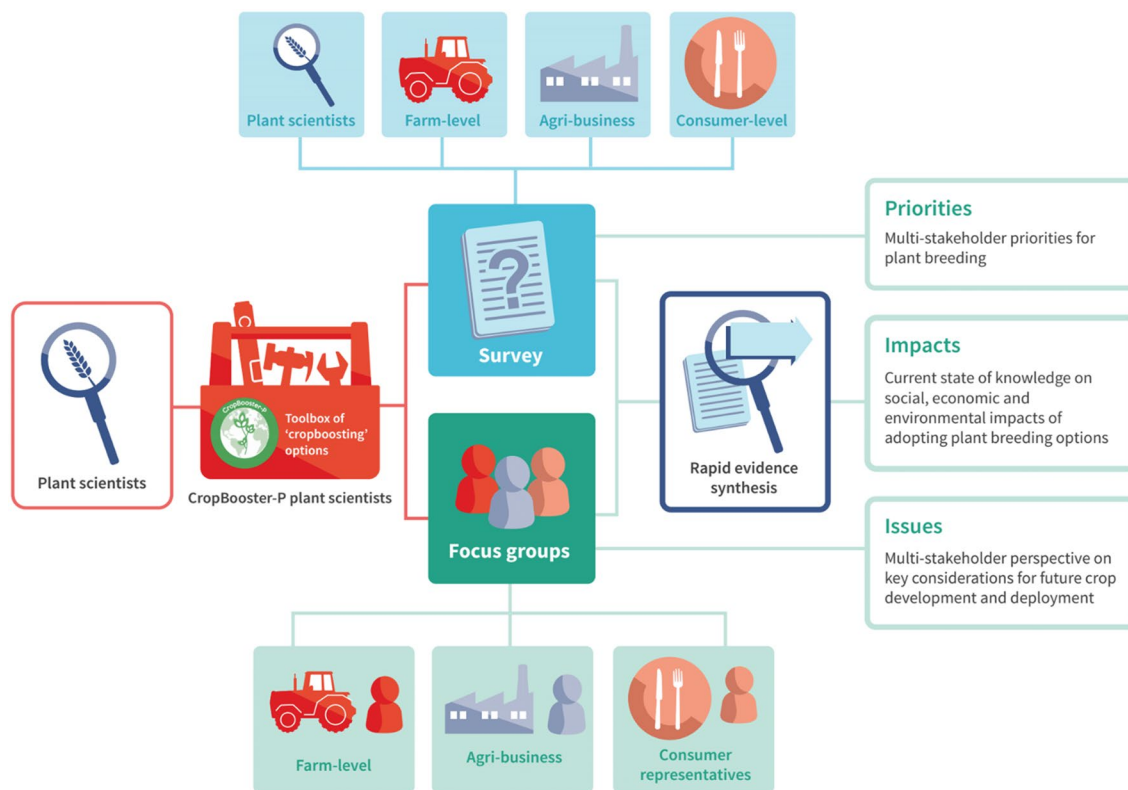 Plant scientists
Farm-level
Agri-business
Consumer-level
Survey
Priorities
Multi-stakeholder priorities for
plant breeding
Plant scientists
CropBooster-P
Toolbox of
‘cropboosting’
options
CropBooster-P plant scientists
Rapid evidence
synthesis
Impacts
Current state of knowledge on
social, economic and
environmental impacts of
adopting plant breeding options
Focus groups
Issues
Multi-stakeholder perspective on
key considerations for future crop
development and deployment
Farm-level
Agri-business
Consumer
representatives